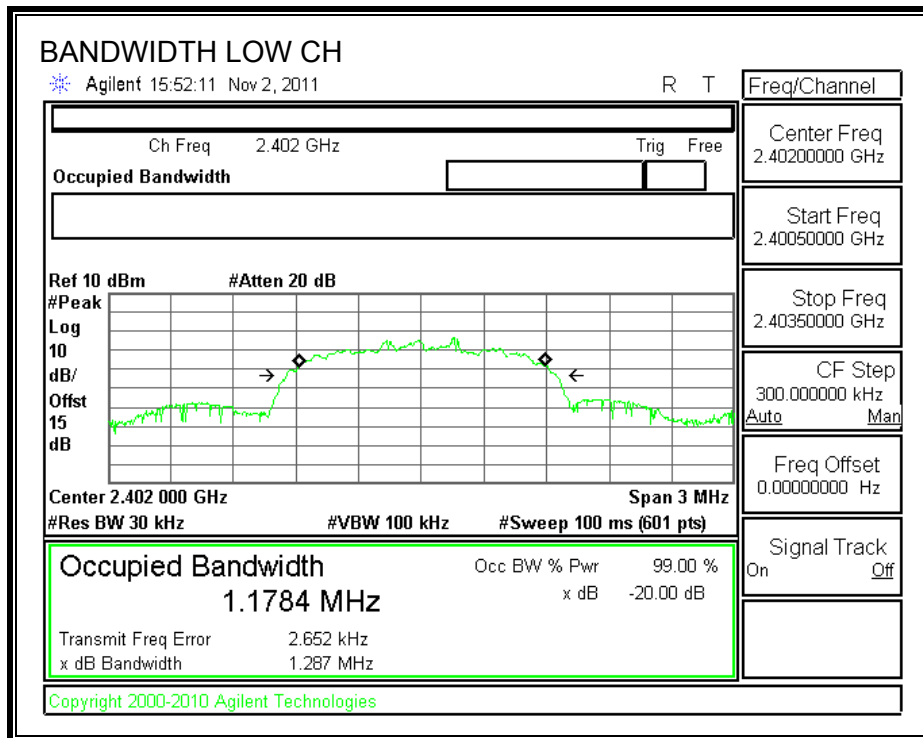 BANDWIDTH LOW CH
Agilent 15:52:11 Nov 2, 2011 R T
Freq/Channel
Ch Freq 2.402 GHz Trig Free
Occupied Bandwidth
Center Freq
2.40200000 GHz
Start Freq
2.40050000 GHz
Stop Freq
2.40350000 GHz
CF Step
300.000000 kHz
Auto Man
Freq Offset
0.00000000 Hz
Signal Track
On Off
Ref 10 dBm #Atten 20 dB
#Peak
Log
10
dB/
Offst
15
dB
Center 2.402 000 GHz Span 3 MHz
#Res BW 30 kHz #VBW 100 kHz #Sweep 100 ms (601 pts)
Occupied Bandwidth Occ BW % Pwr 99.00 %
1.1784 MHz x dB -20.00 dB
Transmit Freq Error 2.652 kHz
x dB Bandwidth 1.287 MHz
Copyright 2000-2010 Agilent Technologies